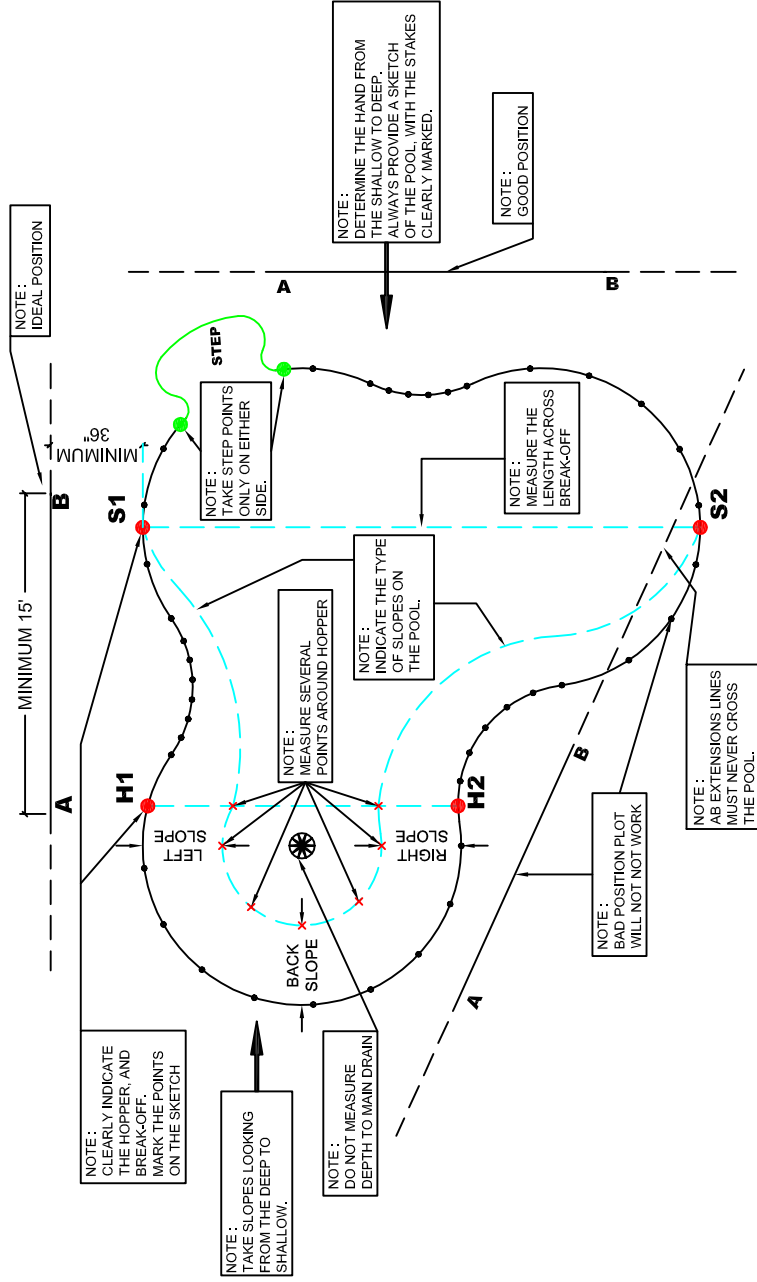 NOTE :
IDEAL POSITION
MINIMUM 15'
A
B
MINIMUM
36"
S1
H1
STEP
NOTE :
CLEARLY INDICATE
THE HOPPER, AND
BREAK-OFF.
MARK THE POINTS
ON THE SKETCH
NOTE :
TAKE STEP POINTS
ONLY ON EITHER
SIDE.
NOTE :
DETERMINE THE HAND FROM
THE SHALLOW TO DEEP.
ALWAYS PROVIDE A SKETCH
OF THE POOL, WITH THE STAKES
CLEARLY MARKED.
A
B
NOTE :
GOOD POSITION
NOTE :
TAKE SLOPES LOOKING
FROM THE DEEP TO
SHALLOW.
LEFT
SLOPE
BACK
SLOPE
RIGHT
SLOPE
NOTE :
MEASURE SEVERAL
POINTS AROUND HOPPER
NOTE :
INDICATE THE TYPE
OF SLOPES ON
THE POOL.
NOTE :
MEASURE THE
LENGTH ACROSS
BREAK-OFF
NOTE :
DO NOT MEASURE
DEPTH TO MAIN DRAIN
H2
S2
A
B
NOTE :
BAD POSITION PLOT
WILL NOT NOT WORK
NOTE :
AB EXTENSIONS LINES
MUST NEVER CROSS
THE POOL.